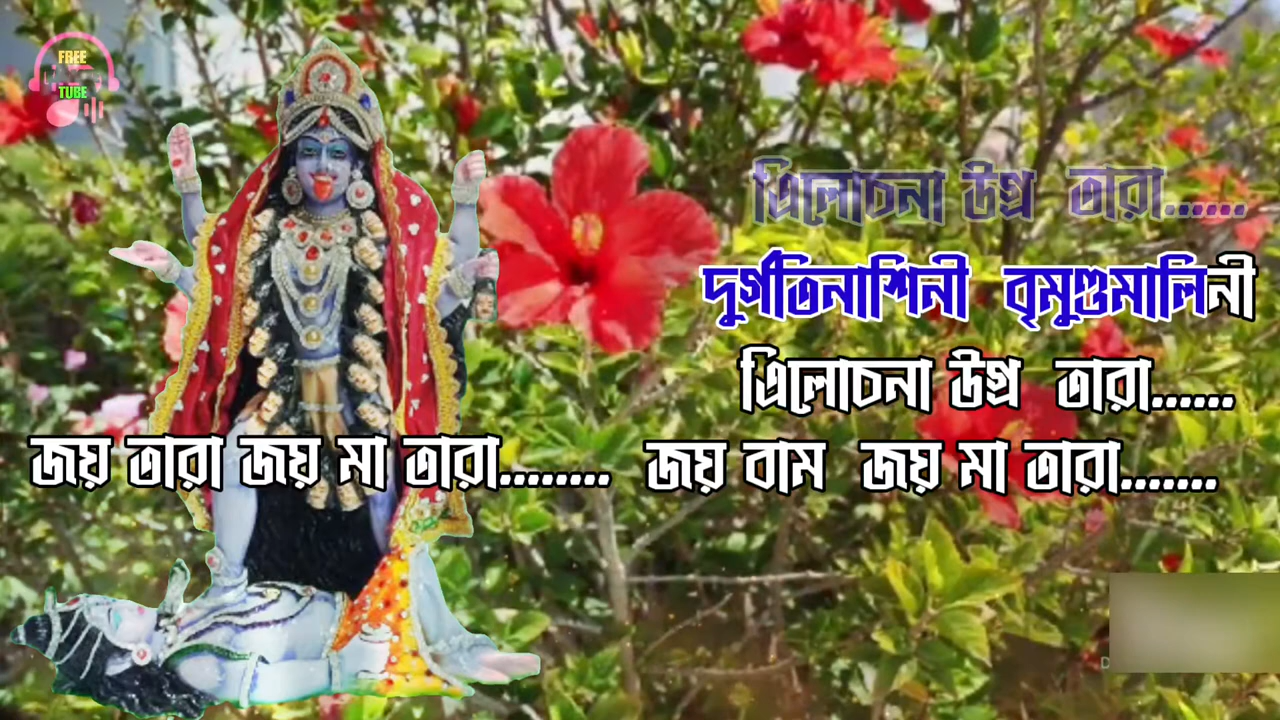 FREE
TUBE
ত্রিলোচনা উগ্র তারা......
দুর্গতিনাশিনী বৃমুণ্ডমালিনী
ত্রিলোচনা উগ্র তারা......
জয় তারা জয় মা তারা........ জয় বাম জয় মা তারা.......